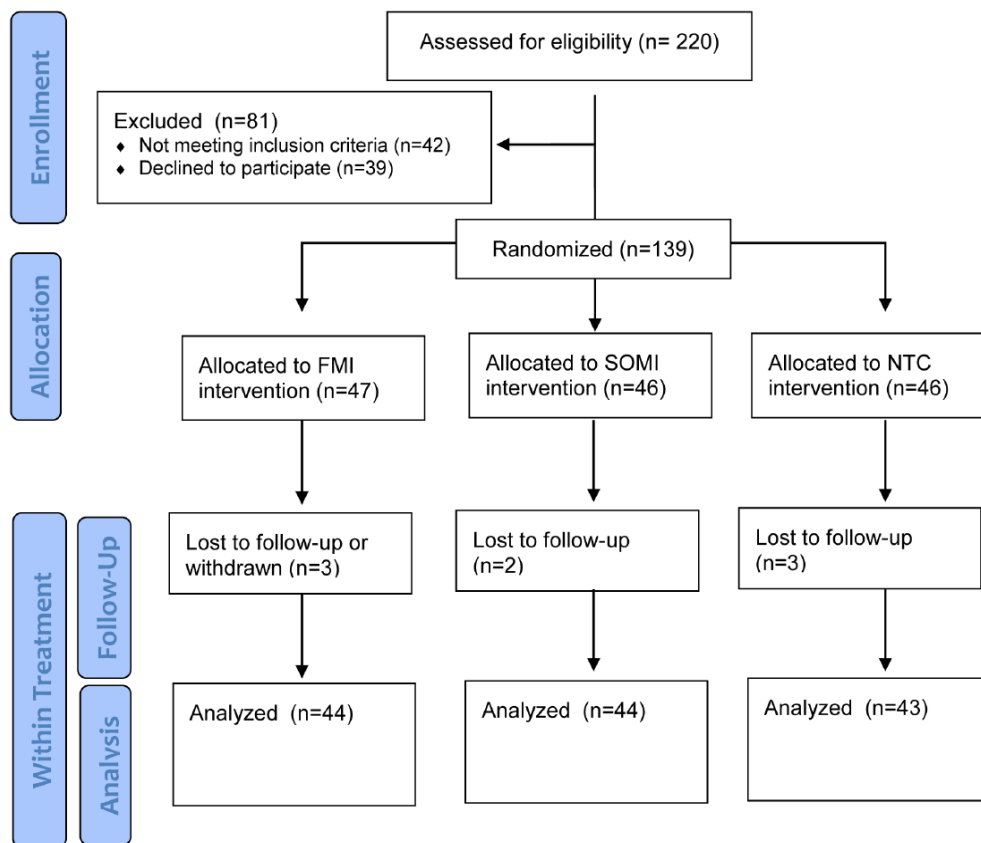 Enrollment
Assessed for eligibility (n= 220)
Excluded (n=81)
♦ Not meeting inclusion criteria (n=42)
♦ Declined to participate (n=39)
Randomized (n=139)
Allocation
Allocated to FMI
intervention (n=47)
Allocated to SOMI
intervention (n=46)
Allocated to NTC
intervention (n=46)
Within Treatment
Follow-Up
Lost to follow-up or
withdrawn (n=3)
Lost to follow-up
(n=2)
Lost to follow-up
(n=3)
Analysis
Analyzed (n=44)
Analyzed (n=44)
Analyzed (n=43)